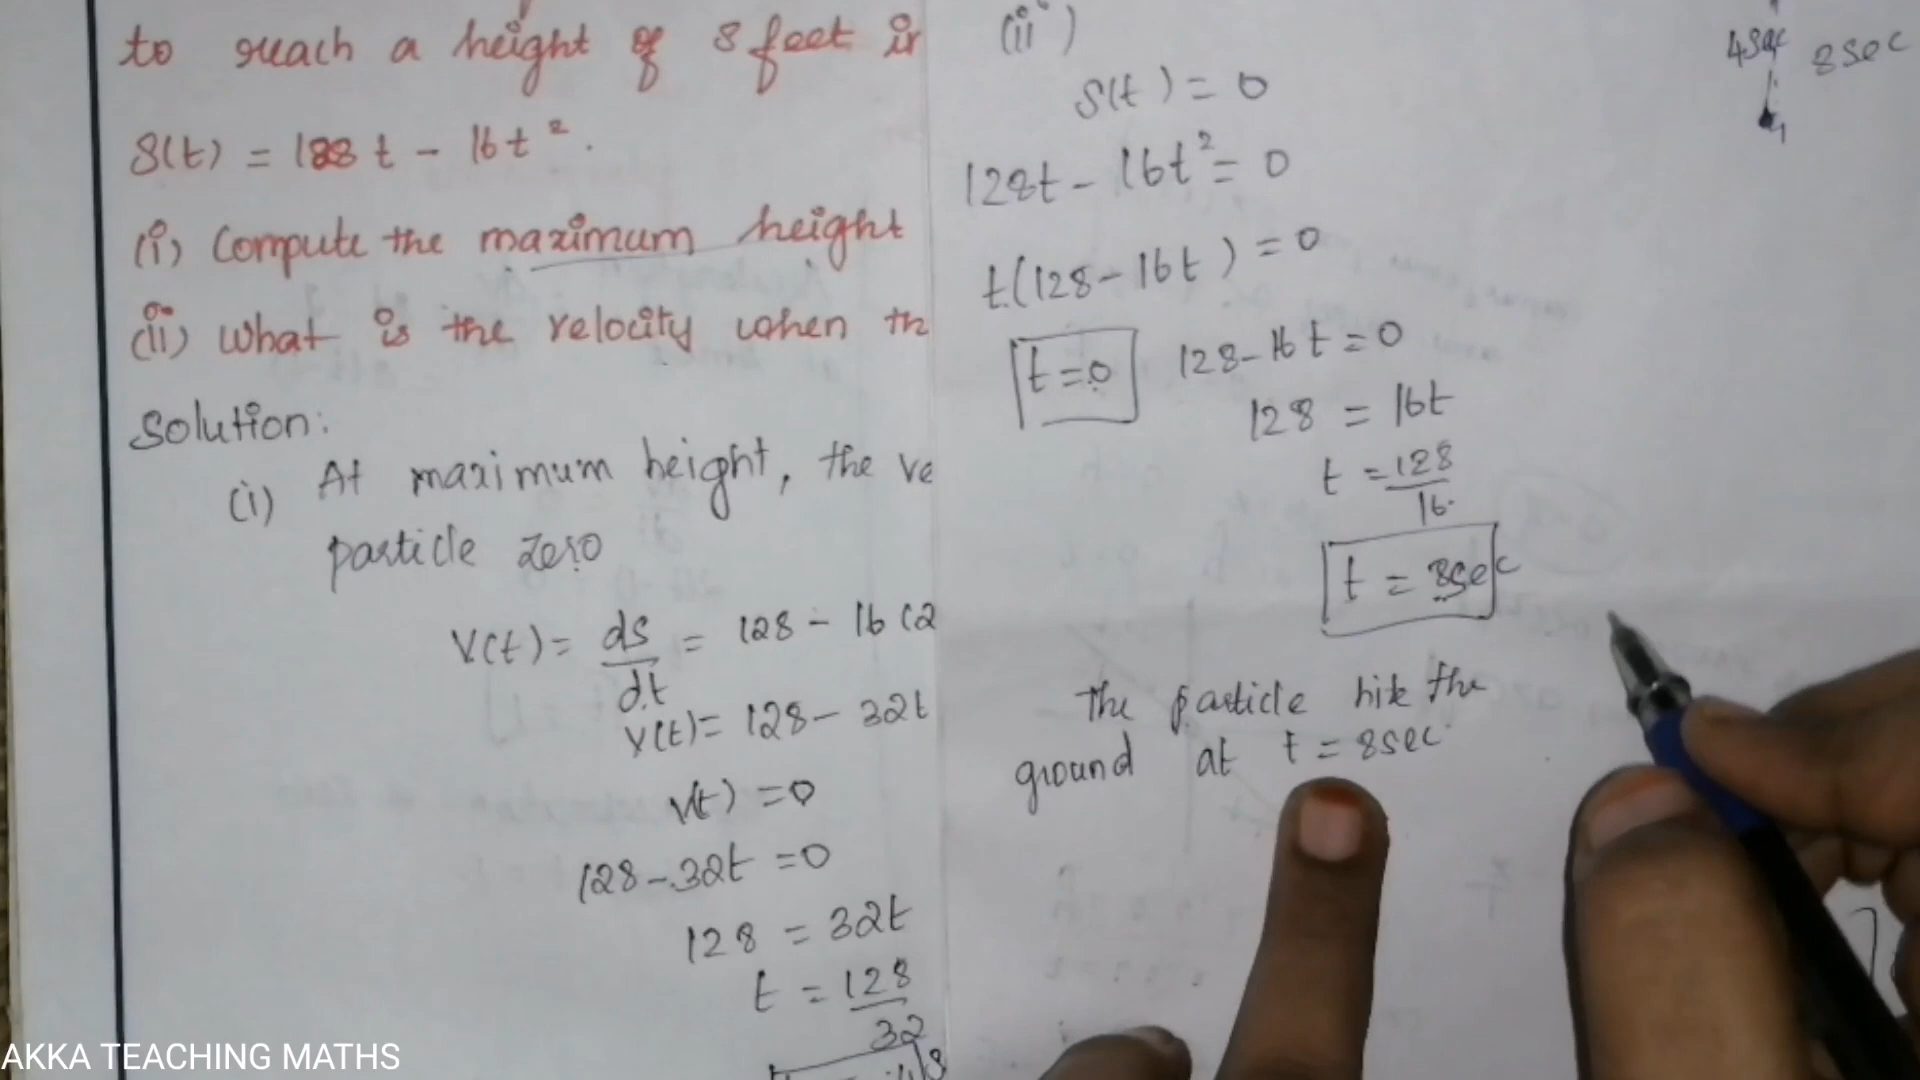 to reach a height of s feet in
S(t) = 128 t - 16t².
(i) Compute the maximum height
(ii) What is the velocity when th
Solution:
(i) At maximum height, the ve
particle zero
V(t) = ds/dt = 128 - 16(2
V(t) = 128 - 32t
V(t) = 0
128 - 32t = 0
128 = 32t
t = 128/32
(ii)
S(t) = 0
128t - 16t² = 0
t(128 - 16t) = 0
t = 0 128 - 16t = 0
128 = 16t
t = 128/16
t = 8sec
The particle hits the
ground at t = 8sec.
4sec 8sec
AKKA TEACHING MATHS